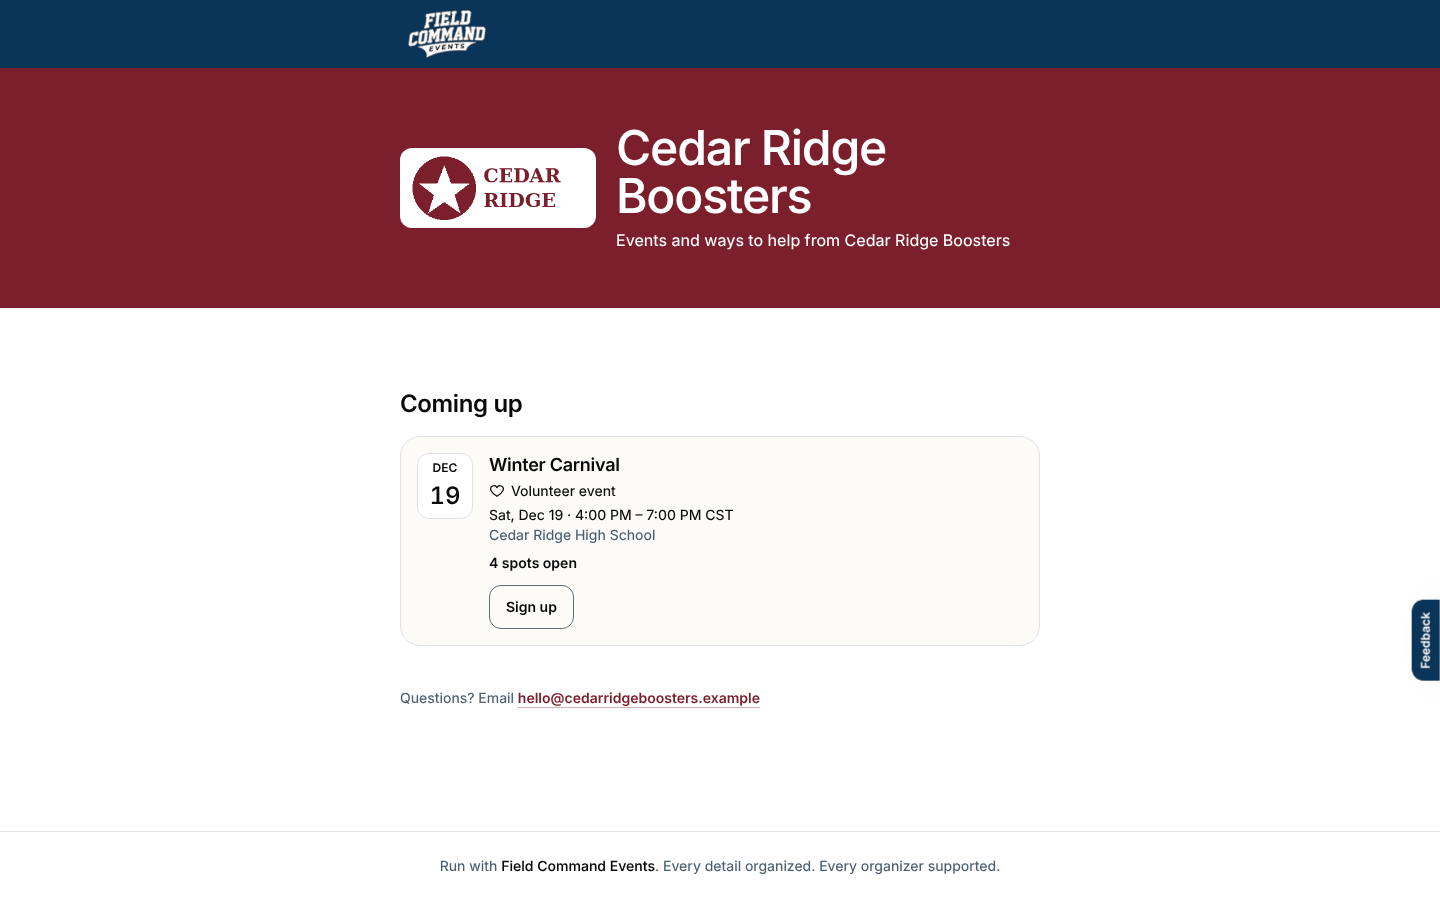 FIELD
COMMAND
EVENTS
CEDAR
RIDGE
Cedar Ridge
Boosters
Events and ways to help from Cedar Ridge Boosters
Coming up
DEC
19
Winter Carnival
Volunteer event
Sat, Dec 19 · 4:00 PM – 7:00 PM CST
Cedar Ridge High School
4 spots open
Sign up
Feedback
Questions? Email hello@cedarridgeboosters.example
Run with Field Command Events. Every detail organized. Every organizer supported.